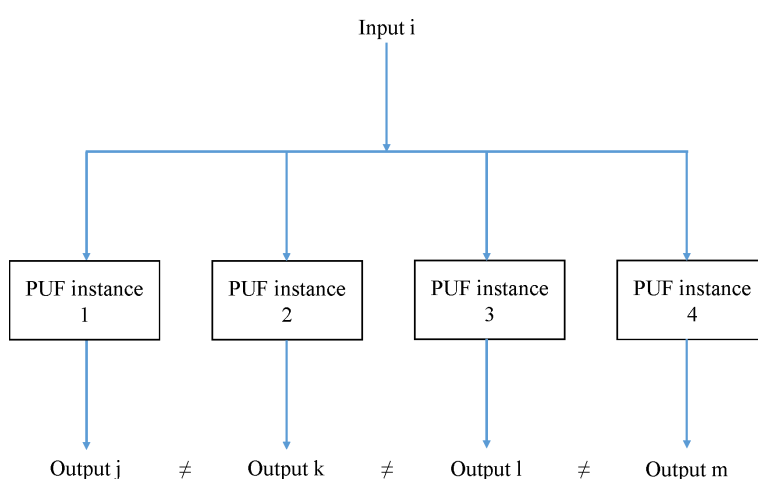 Input i
PUF instance
1
PUF instance
2
PUF instance
3
PUF instance
4
Output j ≠ Output k ≠ Output l ≠ Output m